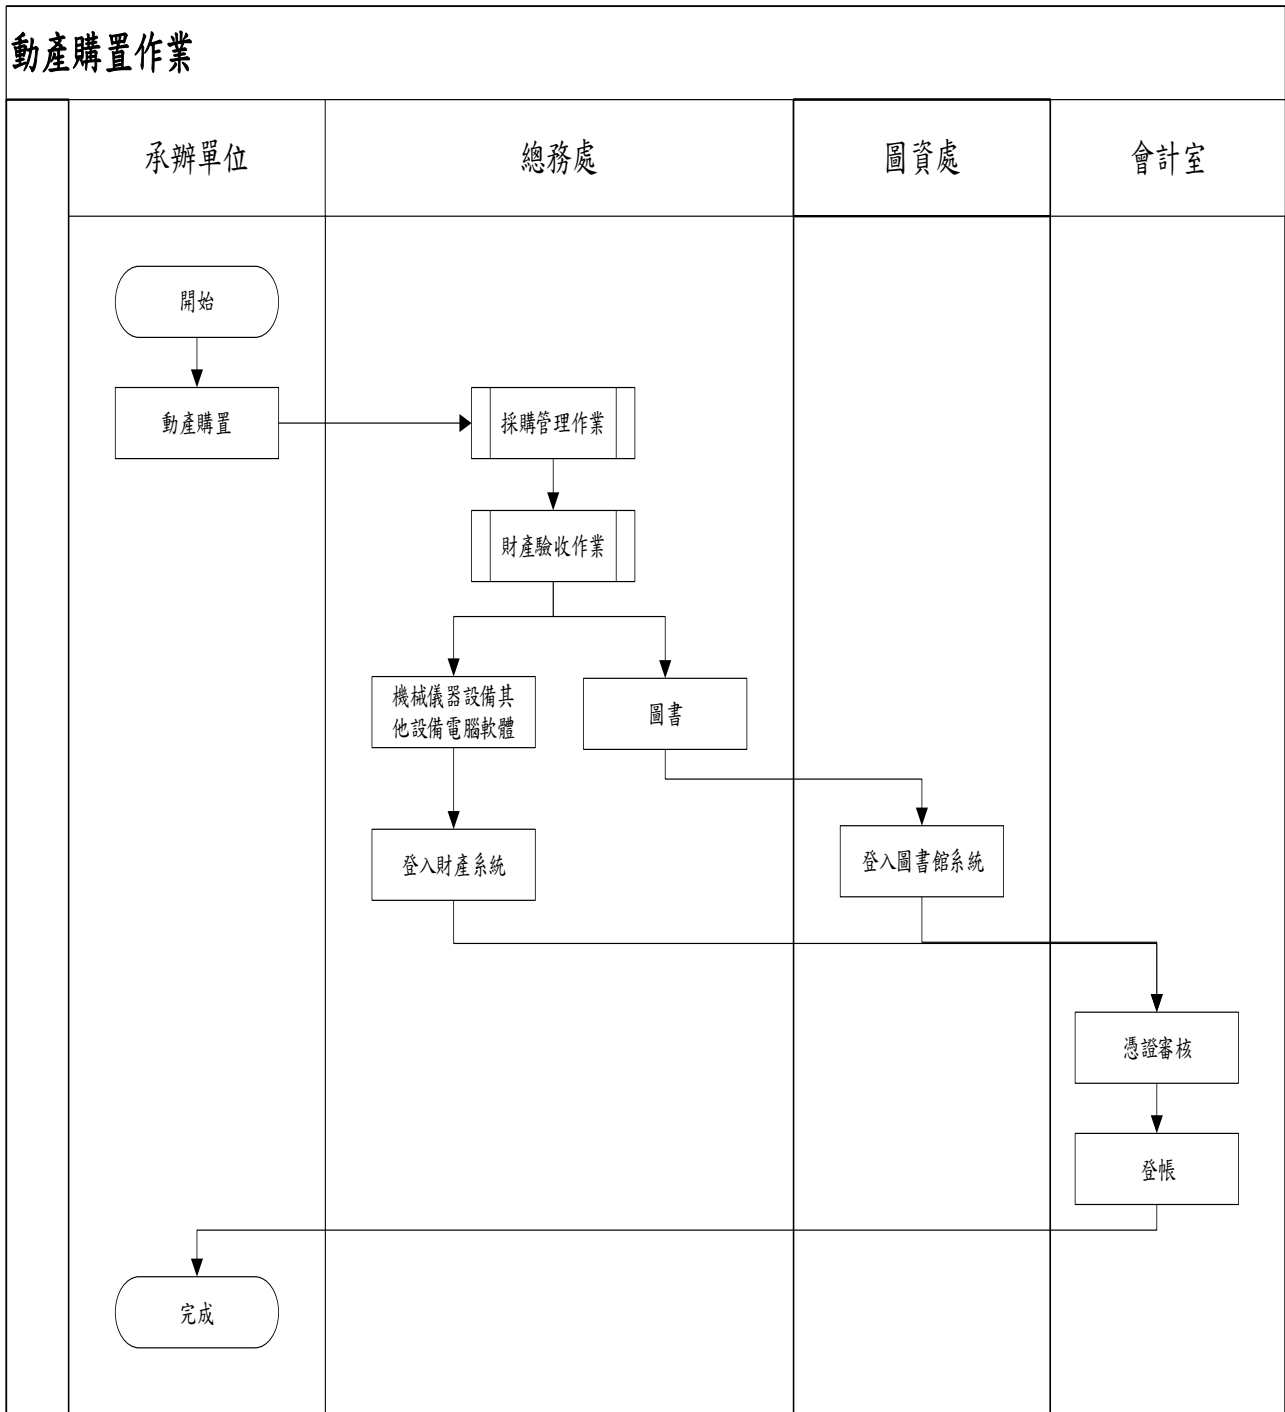 動產購置作業
承辦單位
總務處
圖資處
會計室
開始
動產購置
採購管理作業
財產驗收作業
機械儀器設備其
他設備電腦軟體
圖書
登入財產系統
登入圖書館系統
憑證審核
登帳
完成